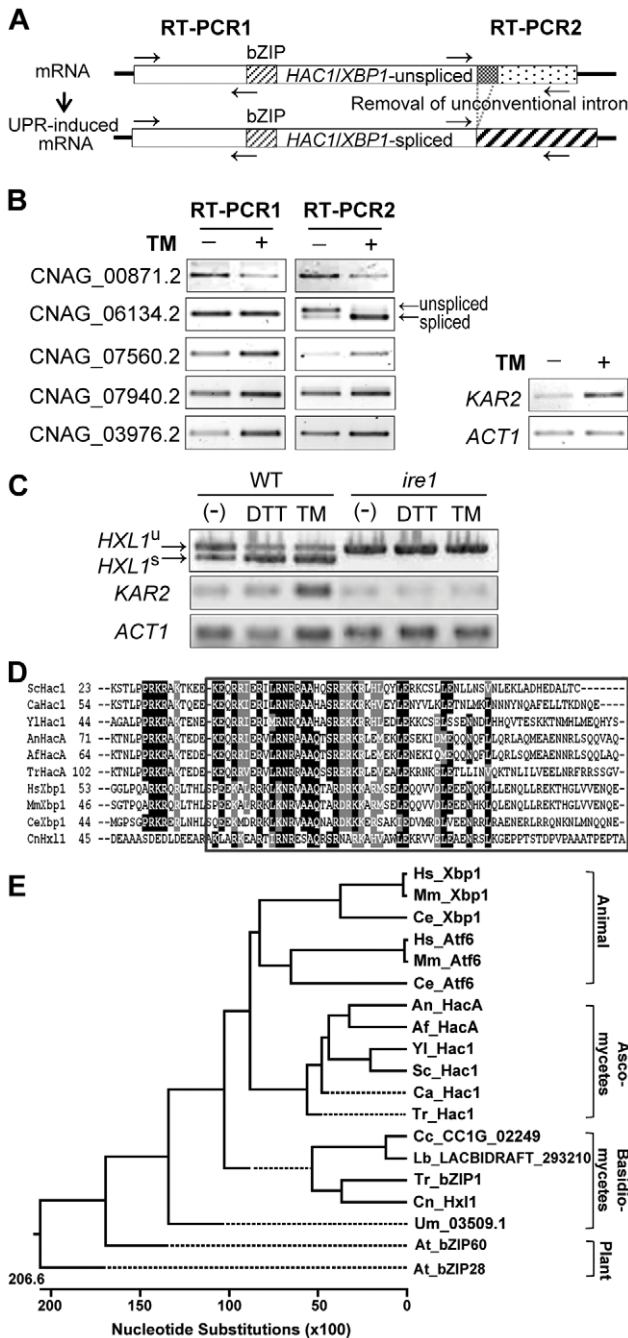 A
RT-PCR1 RT-PCR2
bZIP
mRNA HAC1/XBP1-unspliced
Removal of unconventional intron
UPR-induced mRNA
bZIP
HAC1/XBP1-spliced
B
RT-PCR1 RT-PCR2
TM – + – +
CNAG_00871.2
CNAG_06134.2 ←unspliced
←spliced
CNAG_07560.2
CNAG_07940.2
CNAG_03976.2
TM – +
KAR2
ACT1
C
WT ire1
(-) DTT TM (-) DTT TM
HXL1ᵘ
HXL1ˢ
KAR2
ACT1
D
ScHac1 23
CaHac1 54
YlHac1 44
AnHacA 71
AfHacA 64
TrHacA 102
HsXbp1 53
MmXbp1 46
CeXbp1 44
CnHxl1 45
E
Hs_Xbp1
Mm_Xbp1
Ce_Xbp1
Hs_Atf6
Mm_Atf6
Ce_Atf6
Animal
An_HacA
Af_HacA
Yl_Hac1
Sc_Hac1
Ca_Hac1
Tr_Hac1
Asco-
mycetes
Cc_CC1G_02249
Lb_LACBIDRAFT_293210
Tr_bZIP1
Cn_Hxl1
Um_03509.1
Basidio-
mycetes
At_bZIP60
At_bZIP28
Plant
206.6
200 150 100 50 0
Nucleotide Substitutions (x100)